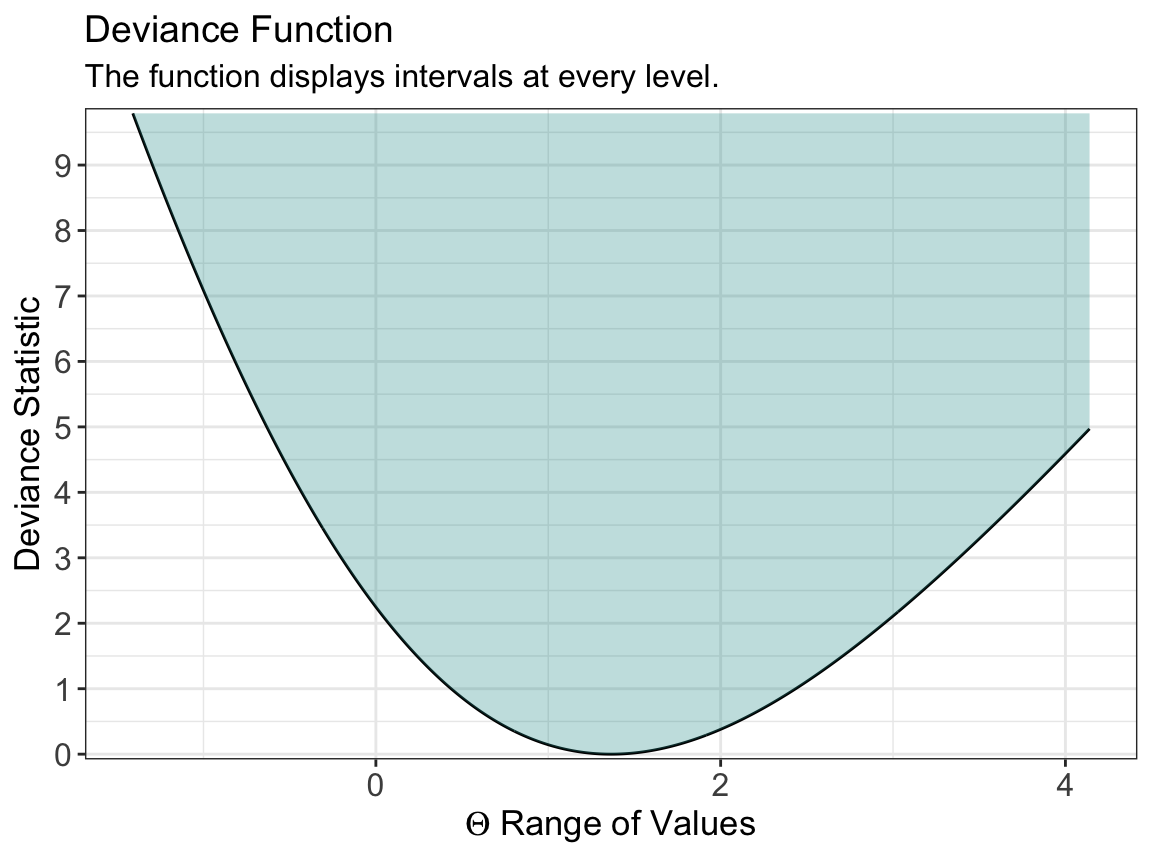 Deviance Function
The function displays intervals at every level.
Deviance Statistic
9
8
7
6
5
4
3
2
1
0
0 2 4
Θ Range of Values